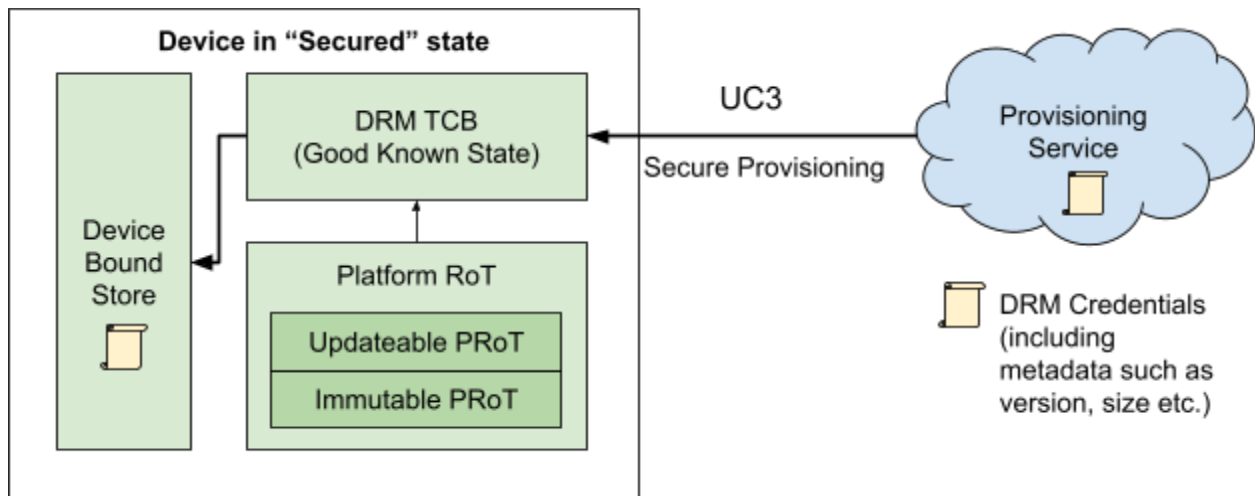 Device in “Secured” state
DRM TCB
(Good Known State)
Device
Bound
Store
Platform RoT
Updateable PRoT
Immutable PRoT
UC3
Secure Provisioning
Provisioning
Service
DRM Credentials
(including
metadata such as
version, size etc.)